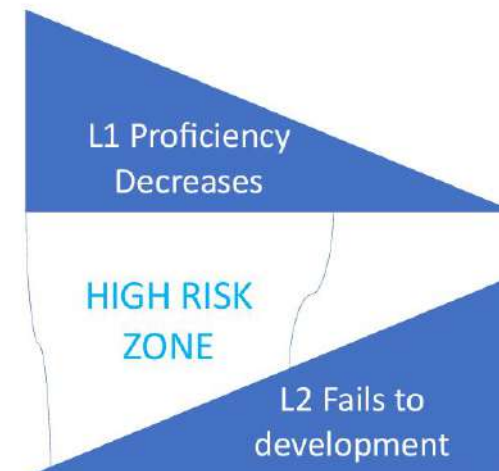 L1 Proficiency
Decreases
HIGH RISK
ZONE
L2 Fails to
development